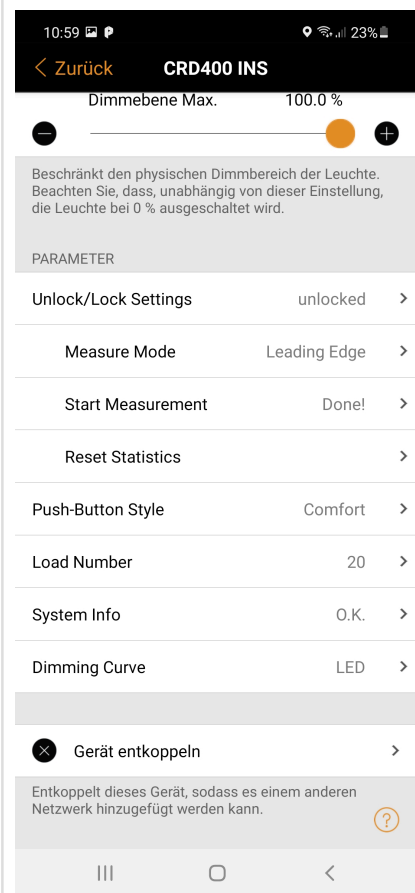 10:59 23%
Zurück CRD400 INS
Dimmebene Max. 100.0 %
Beschränkt den physischen Dimmbereich der Leuchte.
Beachten Sie, dass, unabhängig von dieser Einstellung,
die Leuchte bei 0 % ausgeschaltet wird.
PARAMETER
Unlock/Lock Settings unlocked
Measure Mode Leading Edge
Start Measurement Done!
Reset Statistics
Push-Button Style Comfort
Load Number 20
System Info O.K.
Dimming Curve LED
Gerät entkoppeln
Entkoppelt dieses Gerät, sodass es einem anderen
Netzwerk hinzugefügt werden kann.
?